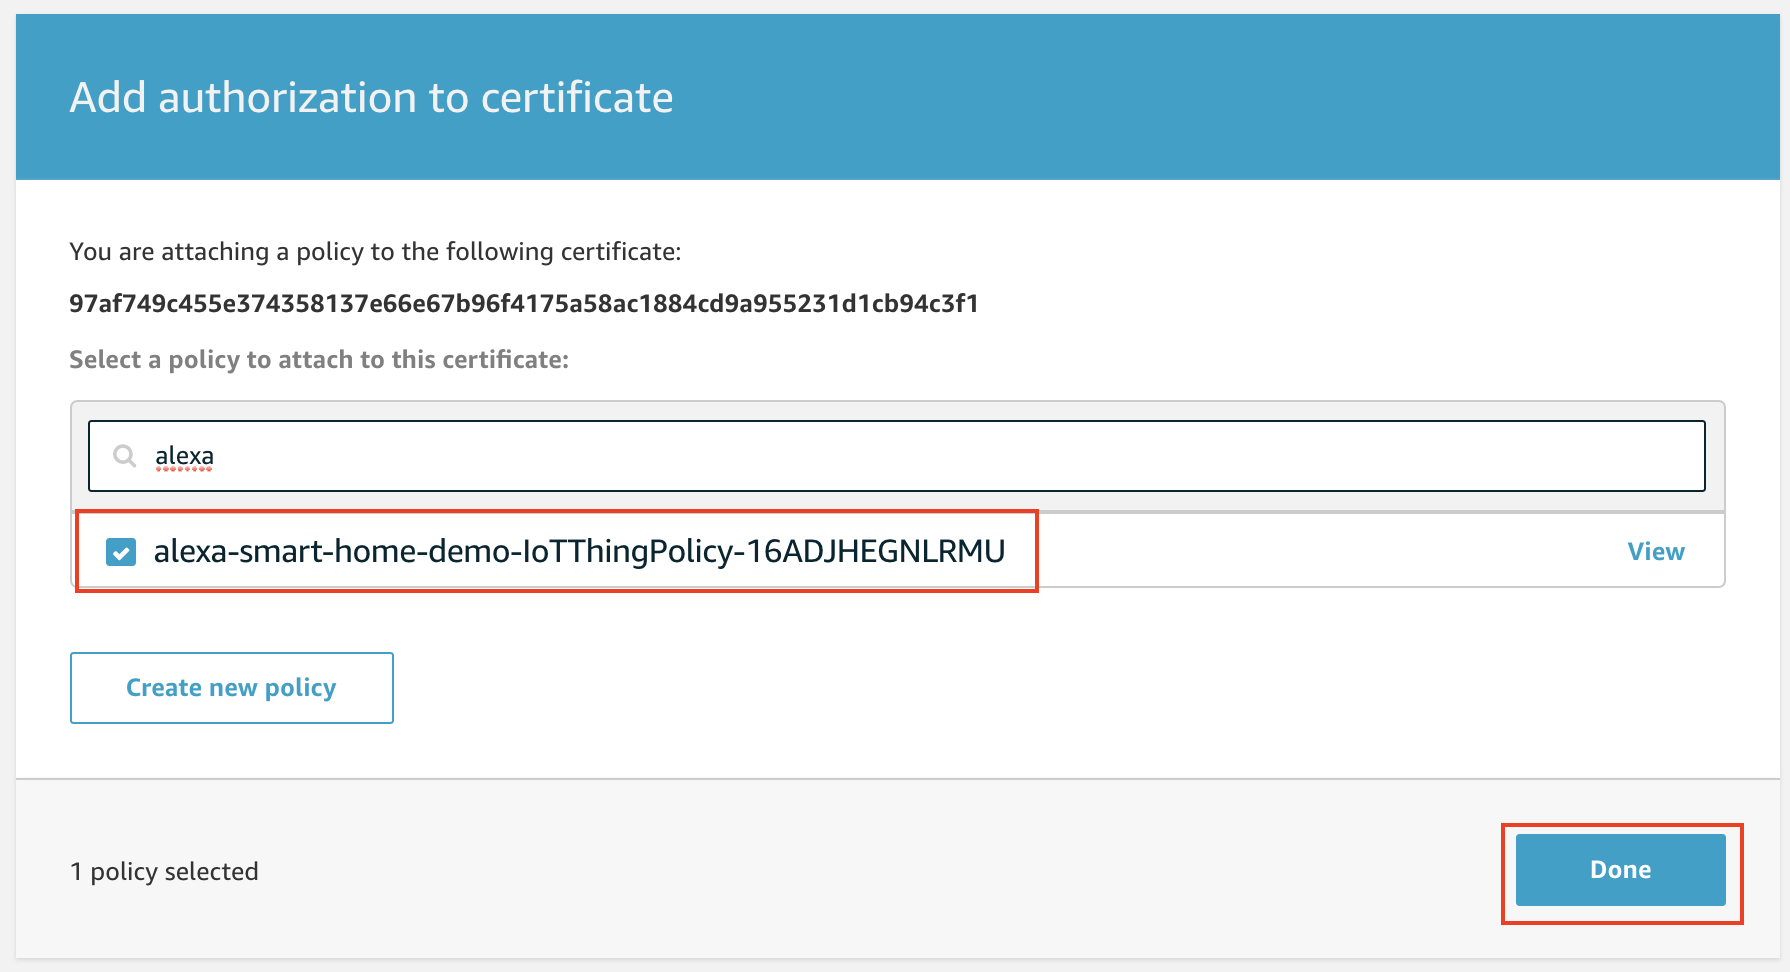 Add authorization to certificate
You are attaching a policy to the following certificate:
97af749c455e374358137e66e67b96f4175a58ac1884cd9a955231d1cb94c3f1
Select a policy to attach to this certificate:
alexa
alexa-smart-home-demo-IoTThingPolicy-16ADJHEGNLRMU
View
Create new policy
1 policy selected
Done